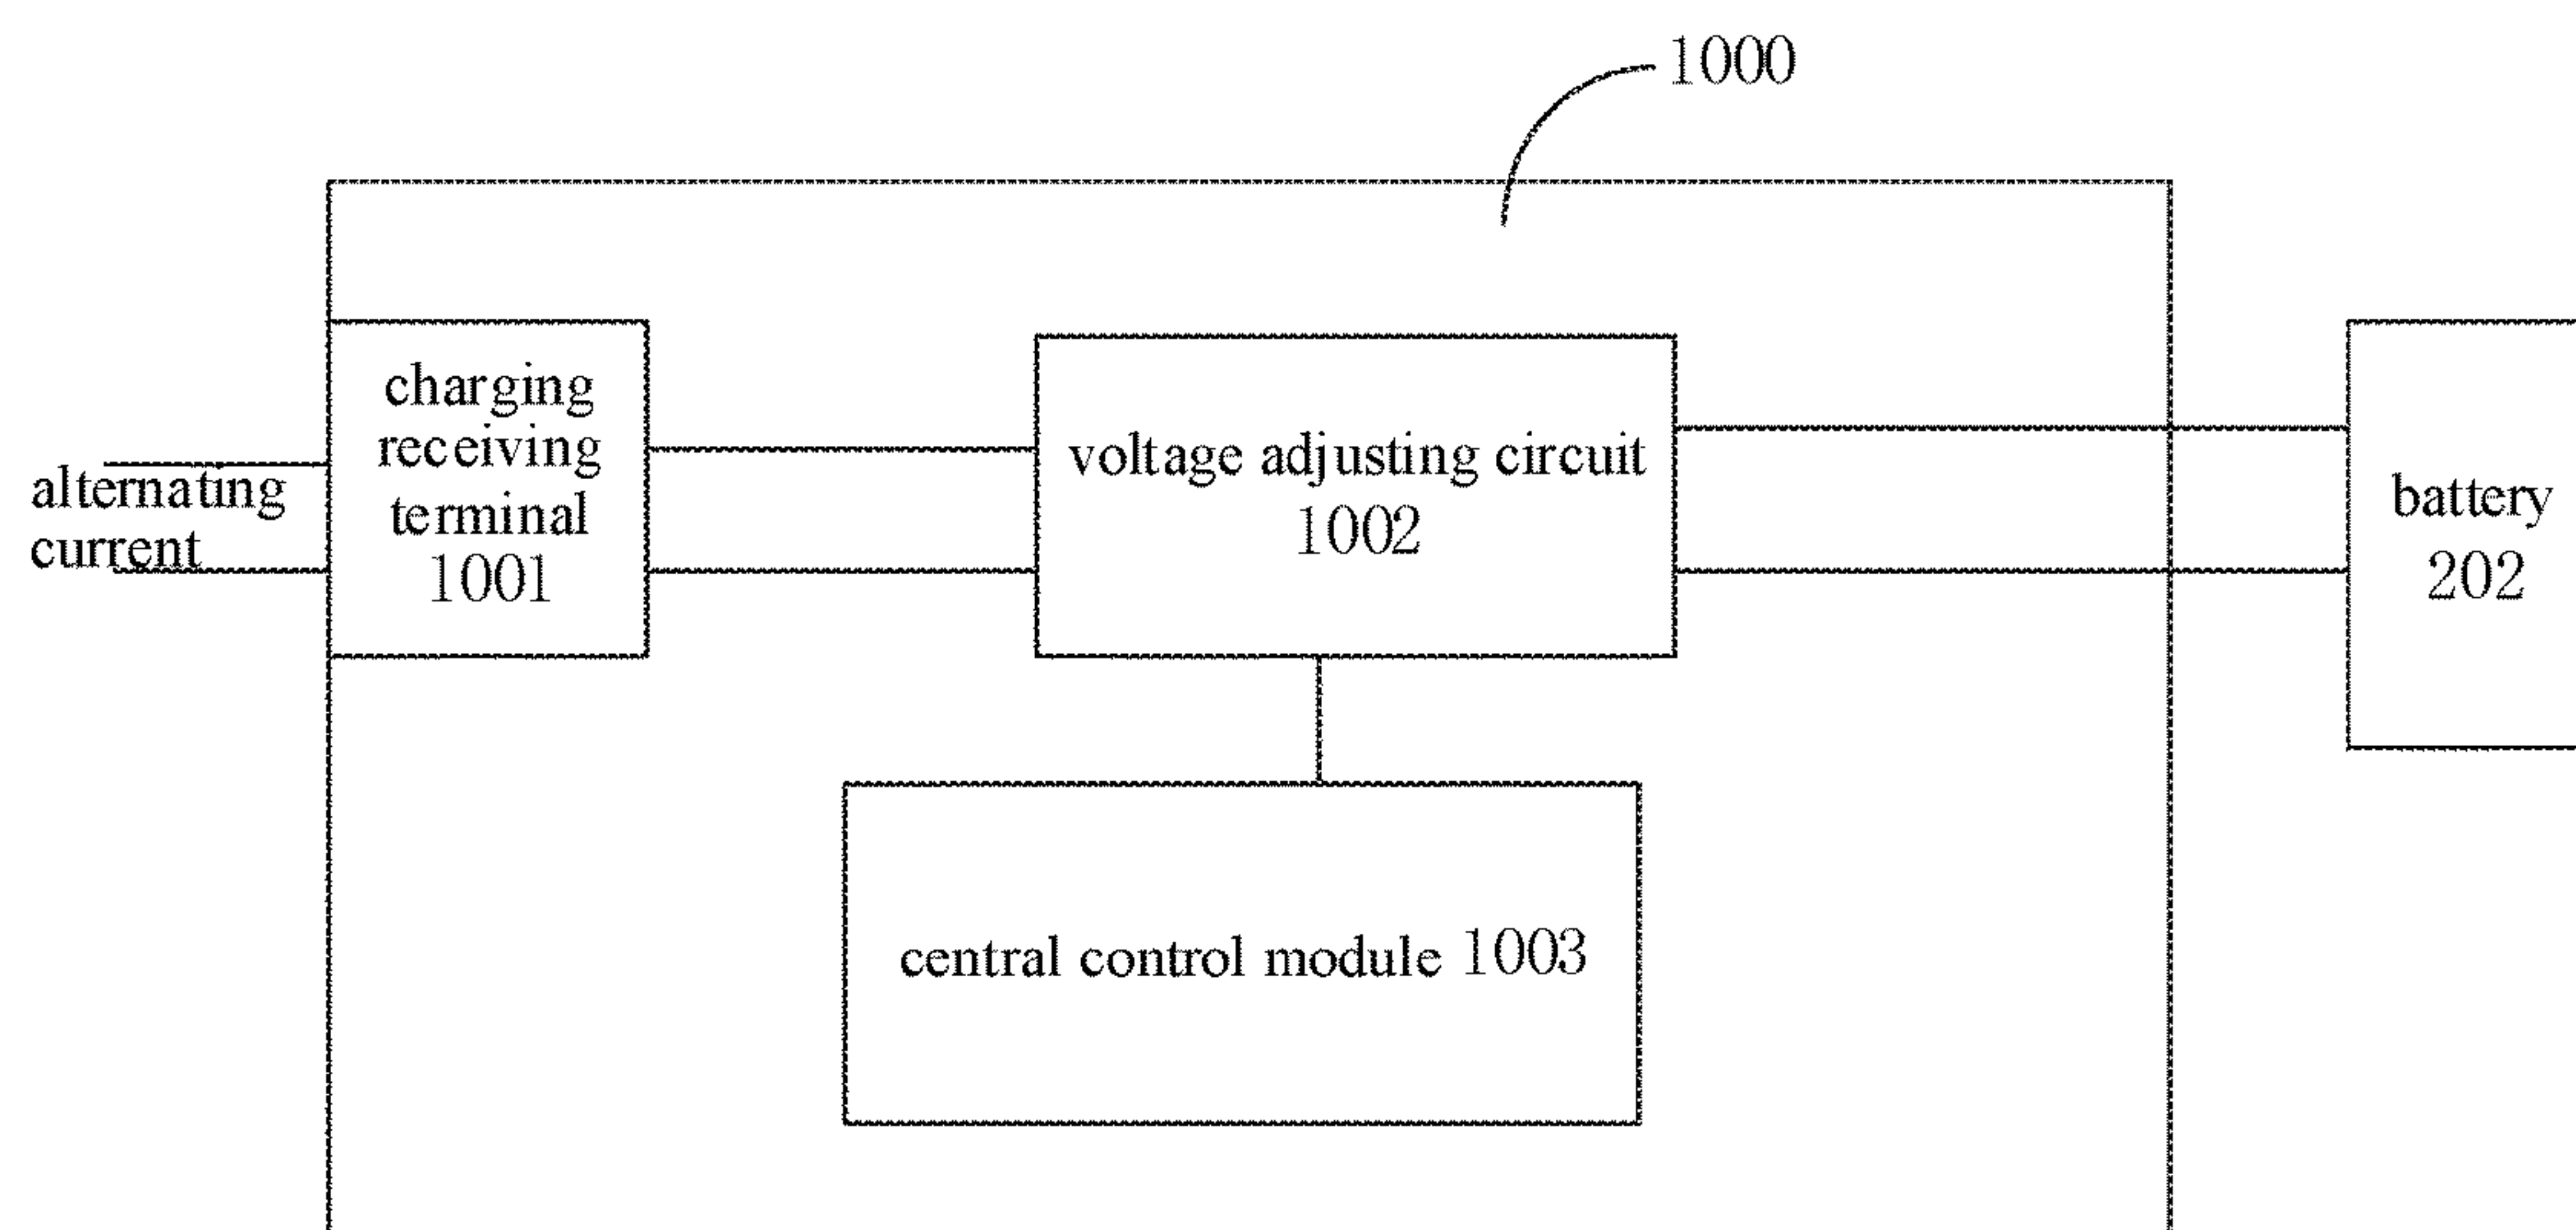 1000
alternating
current
charging
receiving
terminal
1001
voltage adjusting circuit
1002
battery
202
central control module 1003